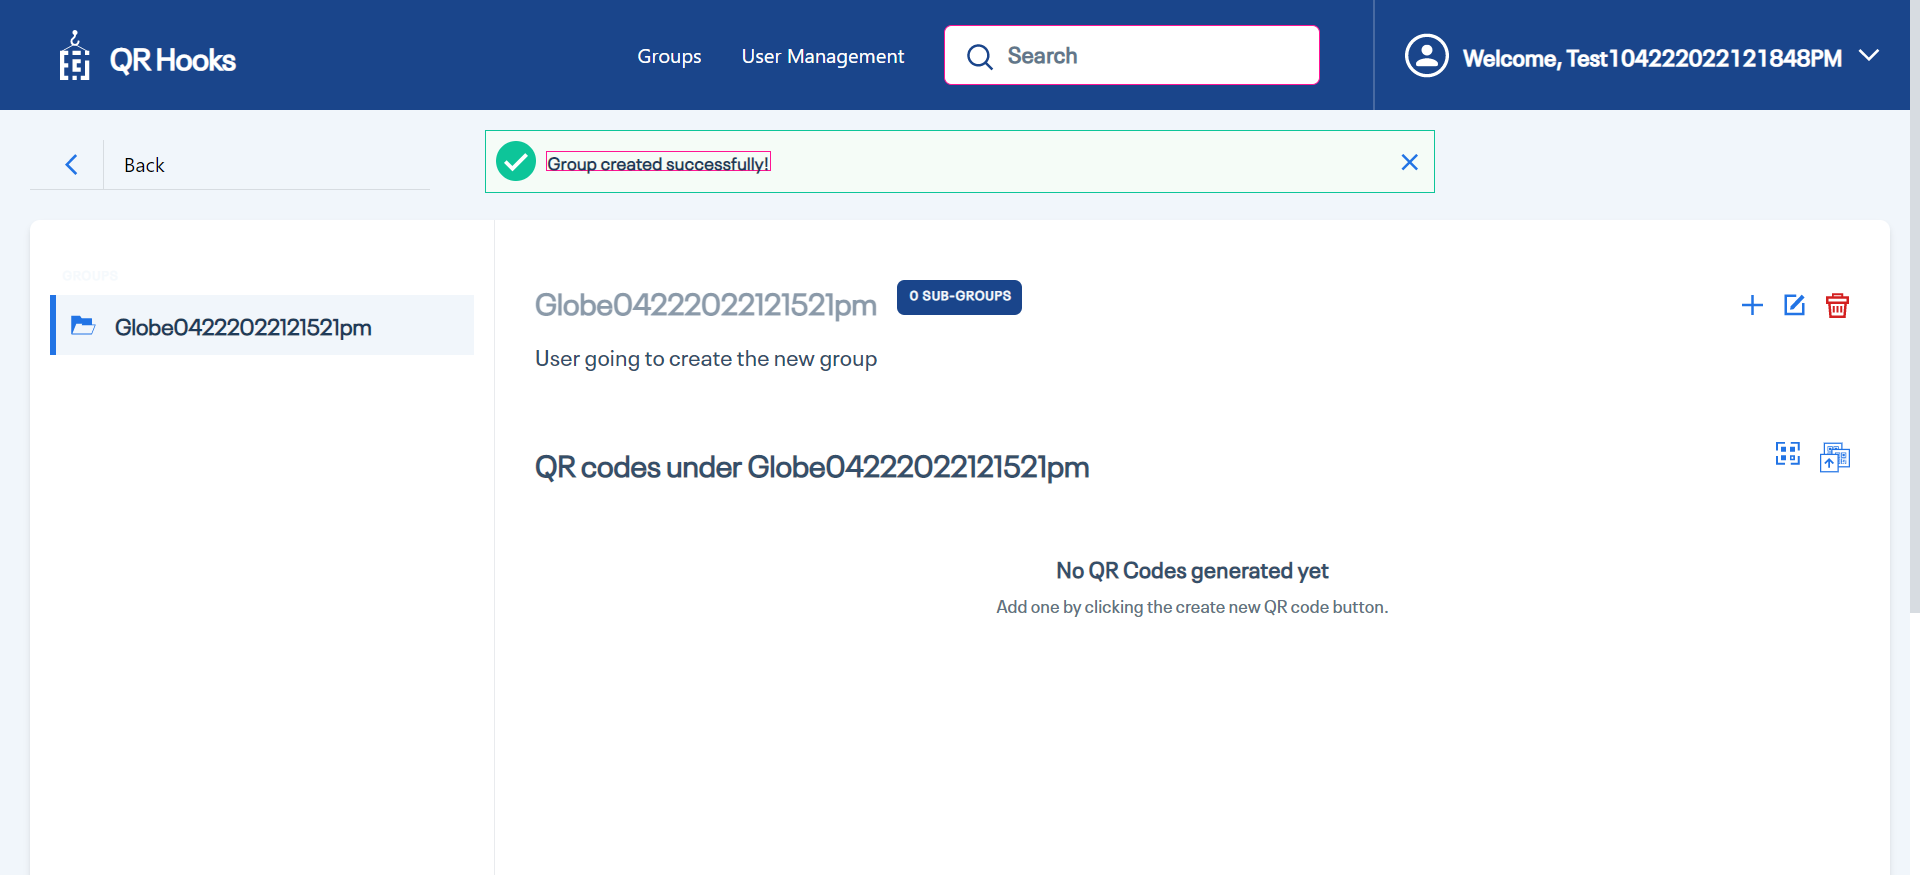 QR Hooks
Groups
User Management
Search
Welcome, Test104222022121848PM
Back
Group created successfully!
GROUPS
Globe04222022121521pm
Globe04222022121521pm
0 SUB-GROUPS
User going to create the new group
QR codes under Globe04222022121521pm
No QR Codes generated yet
Add one by clicking the create new QR code button.